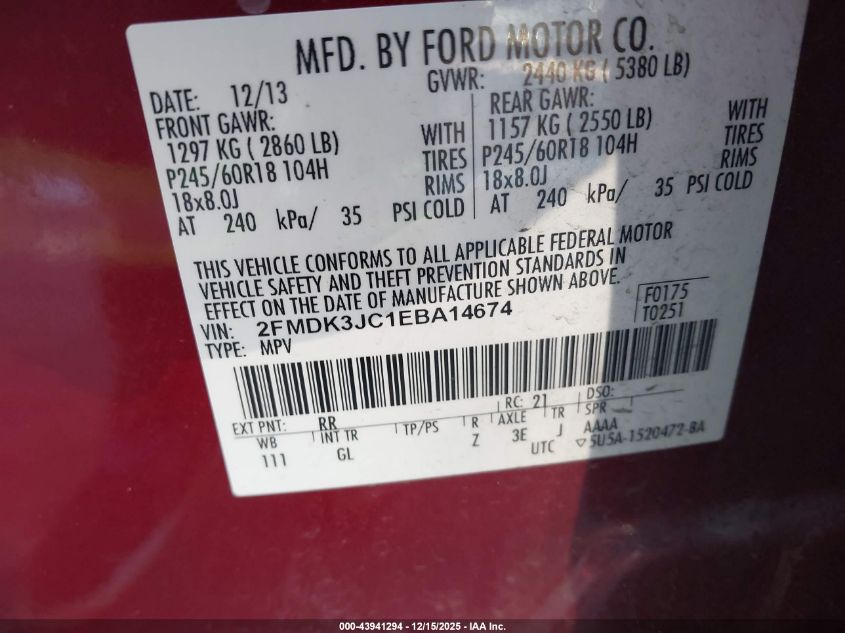 MFD. BY FORD MOTOR CO.
DATE: 12/13
GVWR: 2440 KG ( 5380 LB)
FRONT GAWR:
1297 KG ( 2860 LB)
P245/60R18 104H
18x8.0J
WITH
TIRES
RIMS
AT 240 kPa/ 35 PSI COLD
REAR GAWR:
1157 KG ( 2550 LB)
P245/60R18 104H
18x8.0J
WITH
TIRES
RIMS
AT 240 kPa/ 35 PSI COLD
THIS VEHICLE CONFORMS TO ALL APPLICABLE FEDERAL MOTOR
VEHICLE SAFETY AND THEFT PREVENTION STANDARDS IN
EFFECT ON THE DATE OF MANUFACTURE SHOWN ABOVE.
VIN: 2FMDK3JC1EBA14674
TYPE: MPV
F0175
T0251
EXT PNT: RR RC: 21 DSO:
WB INT TR TP/PS R AXLE TR SPR
111 GL Z 3E J AAAA
UTC ▽5U5A-1520472-BA
000-43941294 - 12/15/2025 - IAA Inc.